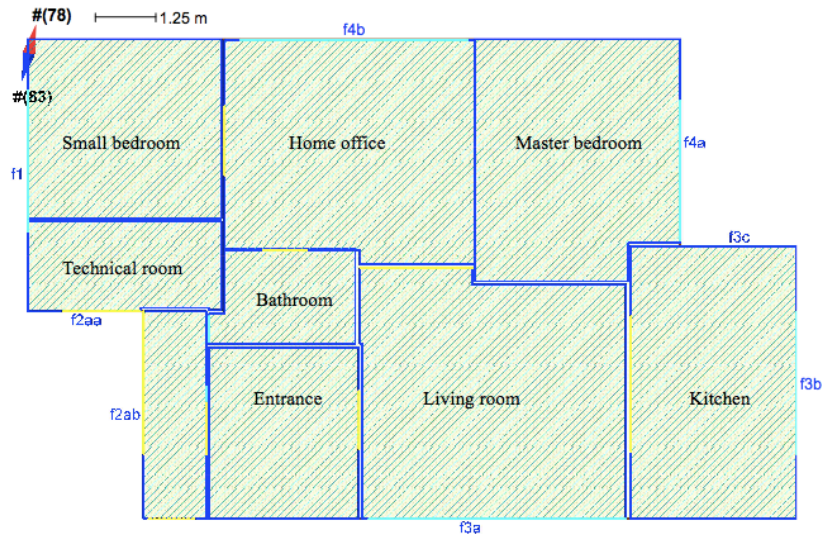 #(78)
1.25 m
f4b
#(83)
Small bedroom
Home office
Master bedroom
f4a
f1
f3c
Technical room
Bathroom
f2aa
f3b
f2ab
Entrance
Living room
Kitchen
f3a